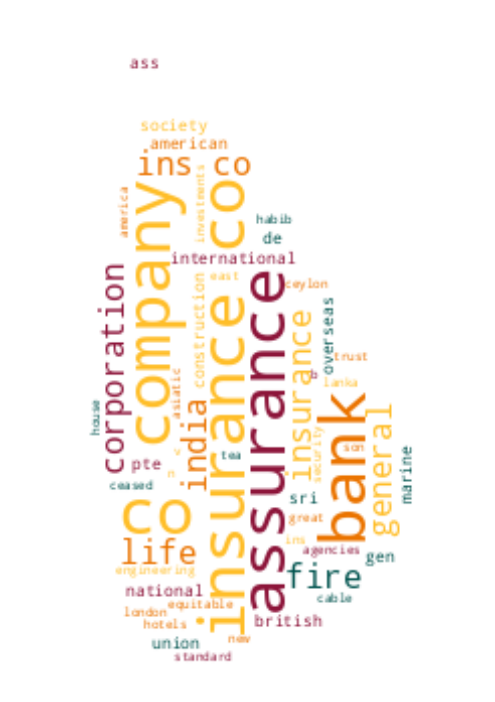 ass
society
american
ins co
america
investments
company
insurance co
habib
de
international
east
ceylon
corporation
construction
assurance
overseas
insurance
trust
b
lanka
asiatic
house
india
bank
general
son
security
tea
pte
n
ceased
marine
sri
co
great
ins
life
agencies
gen
engineering
fire
national
cable
equitable
london
hotels
british
new
union
standard